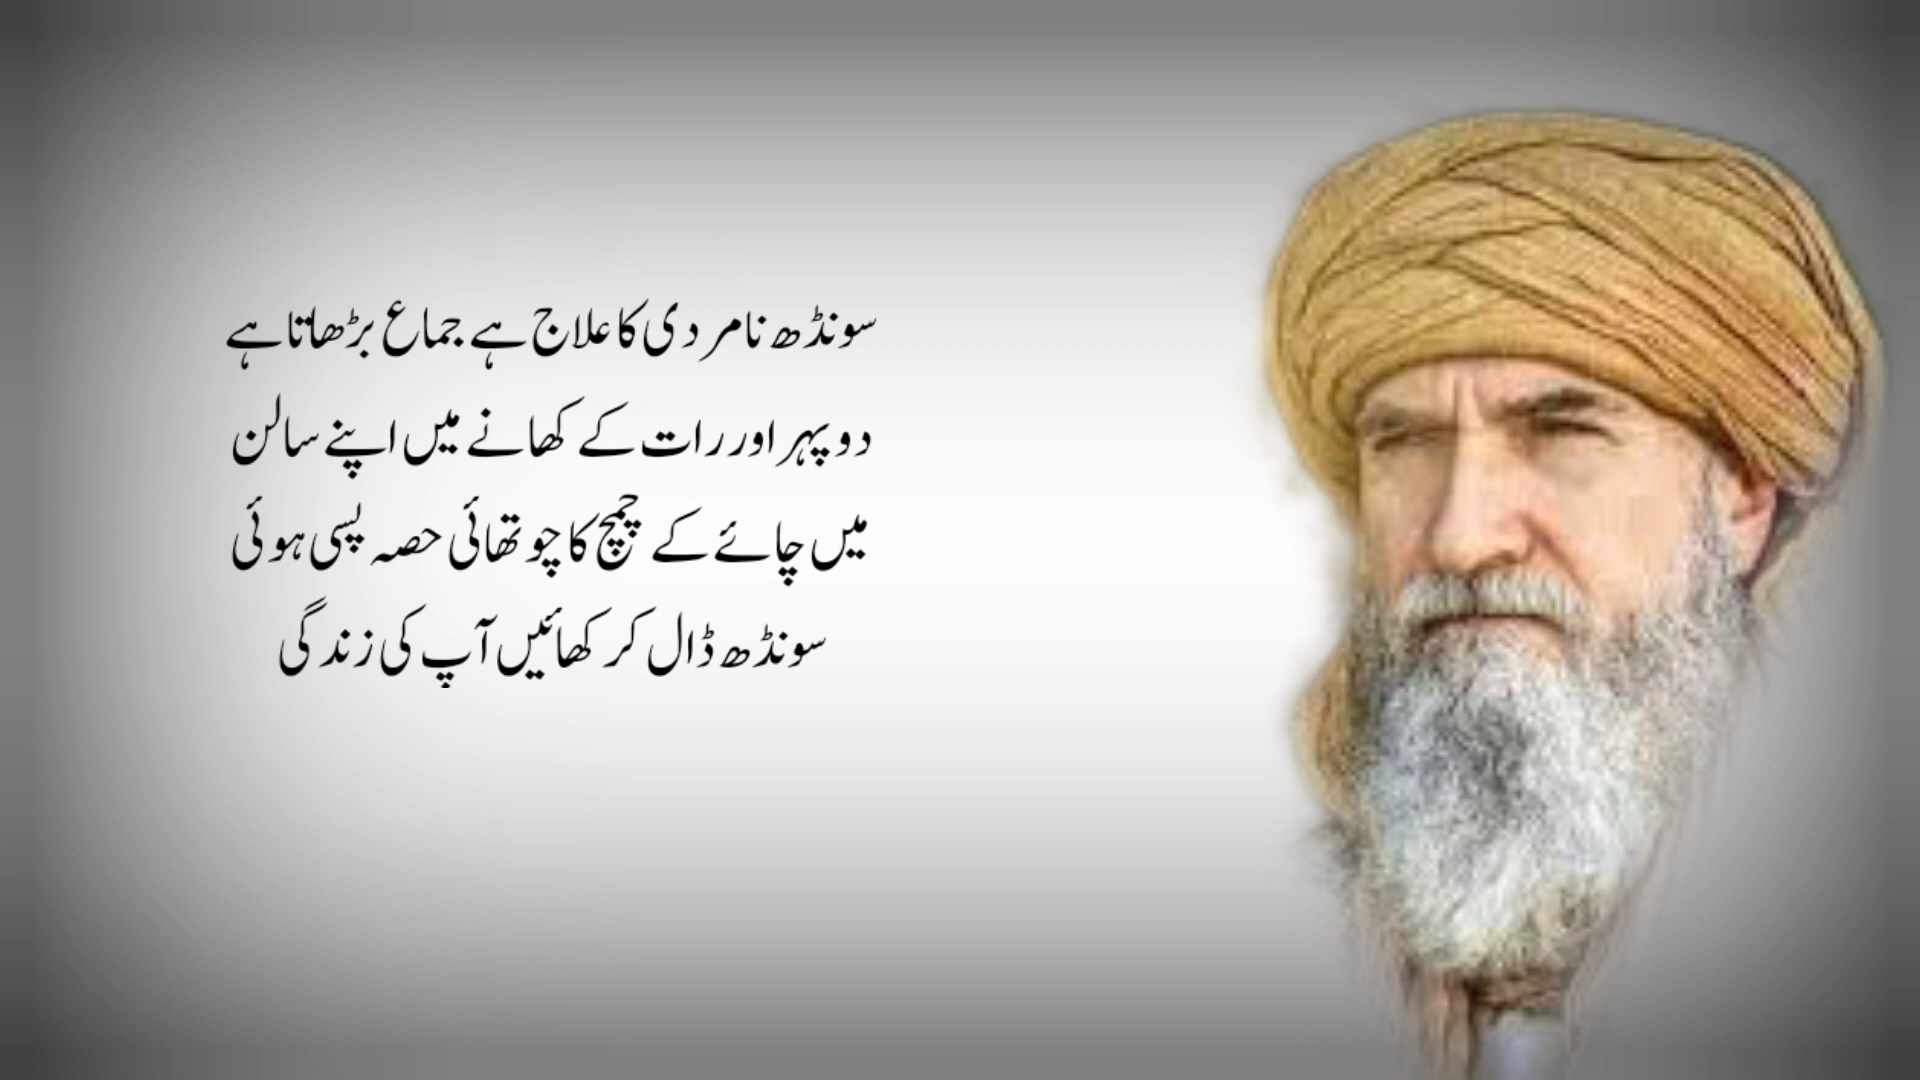 سونڈھ نامردی کا علاج ہے جماع بڑھاتا ہے
دوپہر اور رات کے کھانے میں اپنے سالن
میں چائے کے چمچ کا چوتھائی حصہ پسی ہوئی
سونڈھ ڈال کر کھائیں آپ کی زندگی